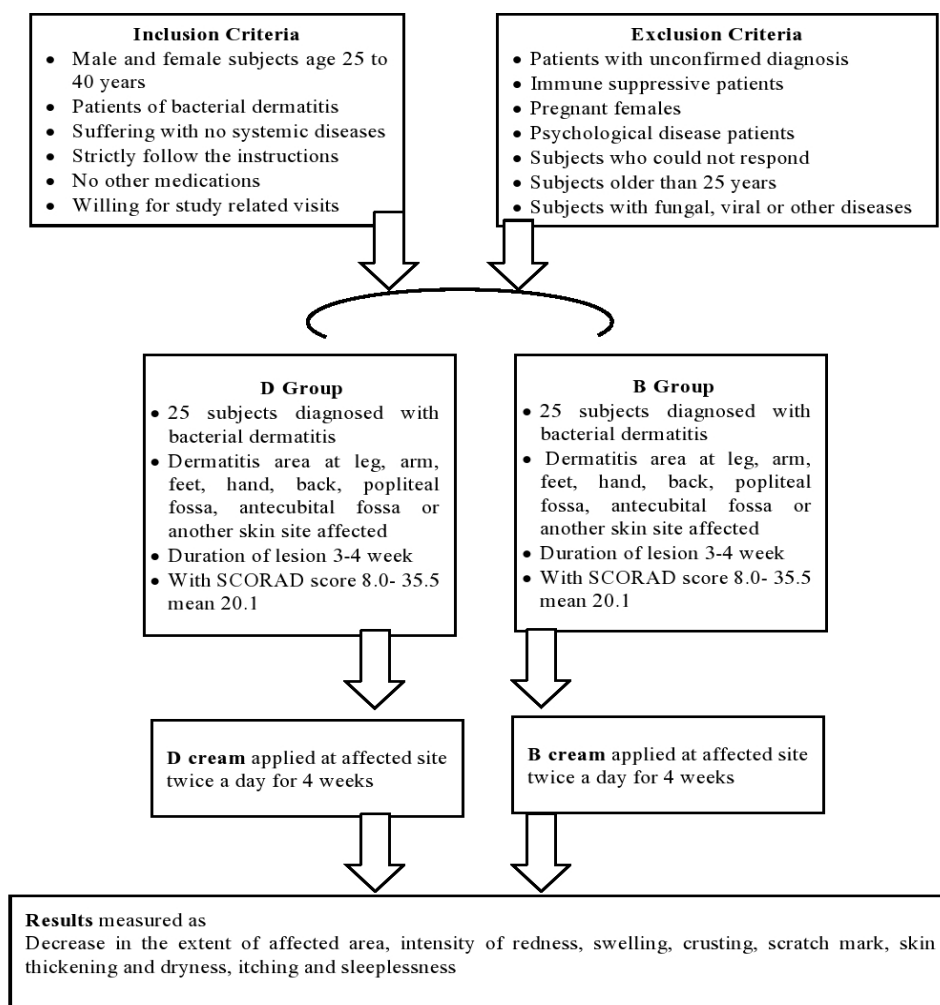 Inclusion Criteria
• Male and female subjects age 25 to
40 years
• Patients of bacterial dermatitis
• Suffering with no systemic diseases
• Strictly follow the instructions
• No other medications
• Willing for study related visits
Exclusion Criteria
• Patients with unconfirmed diagnosis
• Immune suppressive patients
• Pregnant females
• Psychological disease patients
• Subjects who could not respond
• Subjects older than 25 years
• Subjects with fungal, viral or other diseases
D Group
• 25 subjects diagnosed with
bacterial dermatitis
• Dermatitis area at leg, arm,
feet, hand, back, popliteal
fossa, antecubital fossa or
another skin site affected
• Duration of lesion 3-4 week
• With SCORAD score 8.0- 35.5
mean 20.1
B Group
• 25 subjects diagnosed with
bacterial dermatitis
• Dermatitis area at leg, arm,
feet, hand, back, popliteal
fossa, antecubital fossa or
another skin site affected
• Duration of lesion 3-4 week
• With SCORAD score 8.0- 35.5
mean 20.1
D cream applied at affected site
twice a day for 4 weeks
B cream applied at affected site
twice a day for 4 weeks
Results measured as
Decrease in the extent of affected area, intensity of redness, swelling, crusting, scratch mark, skin
thickening and dryness, itching and sleeplessness